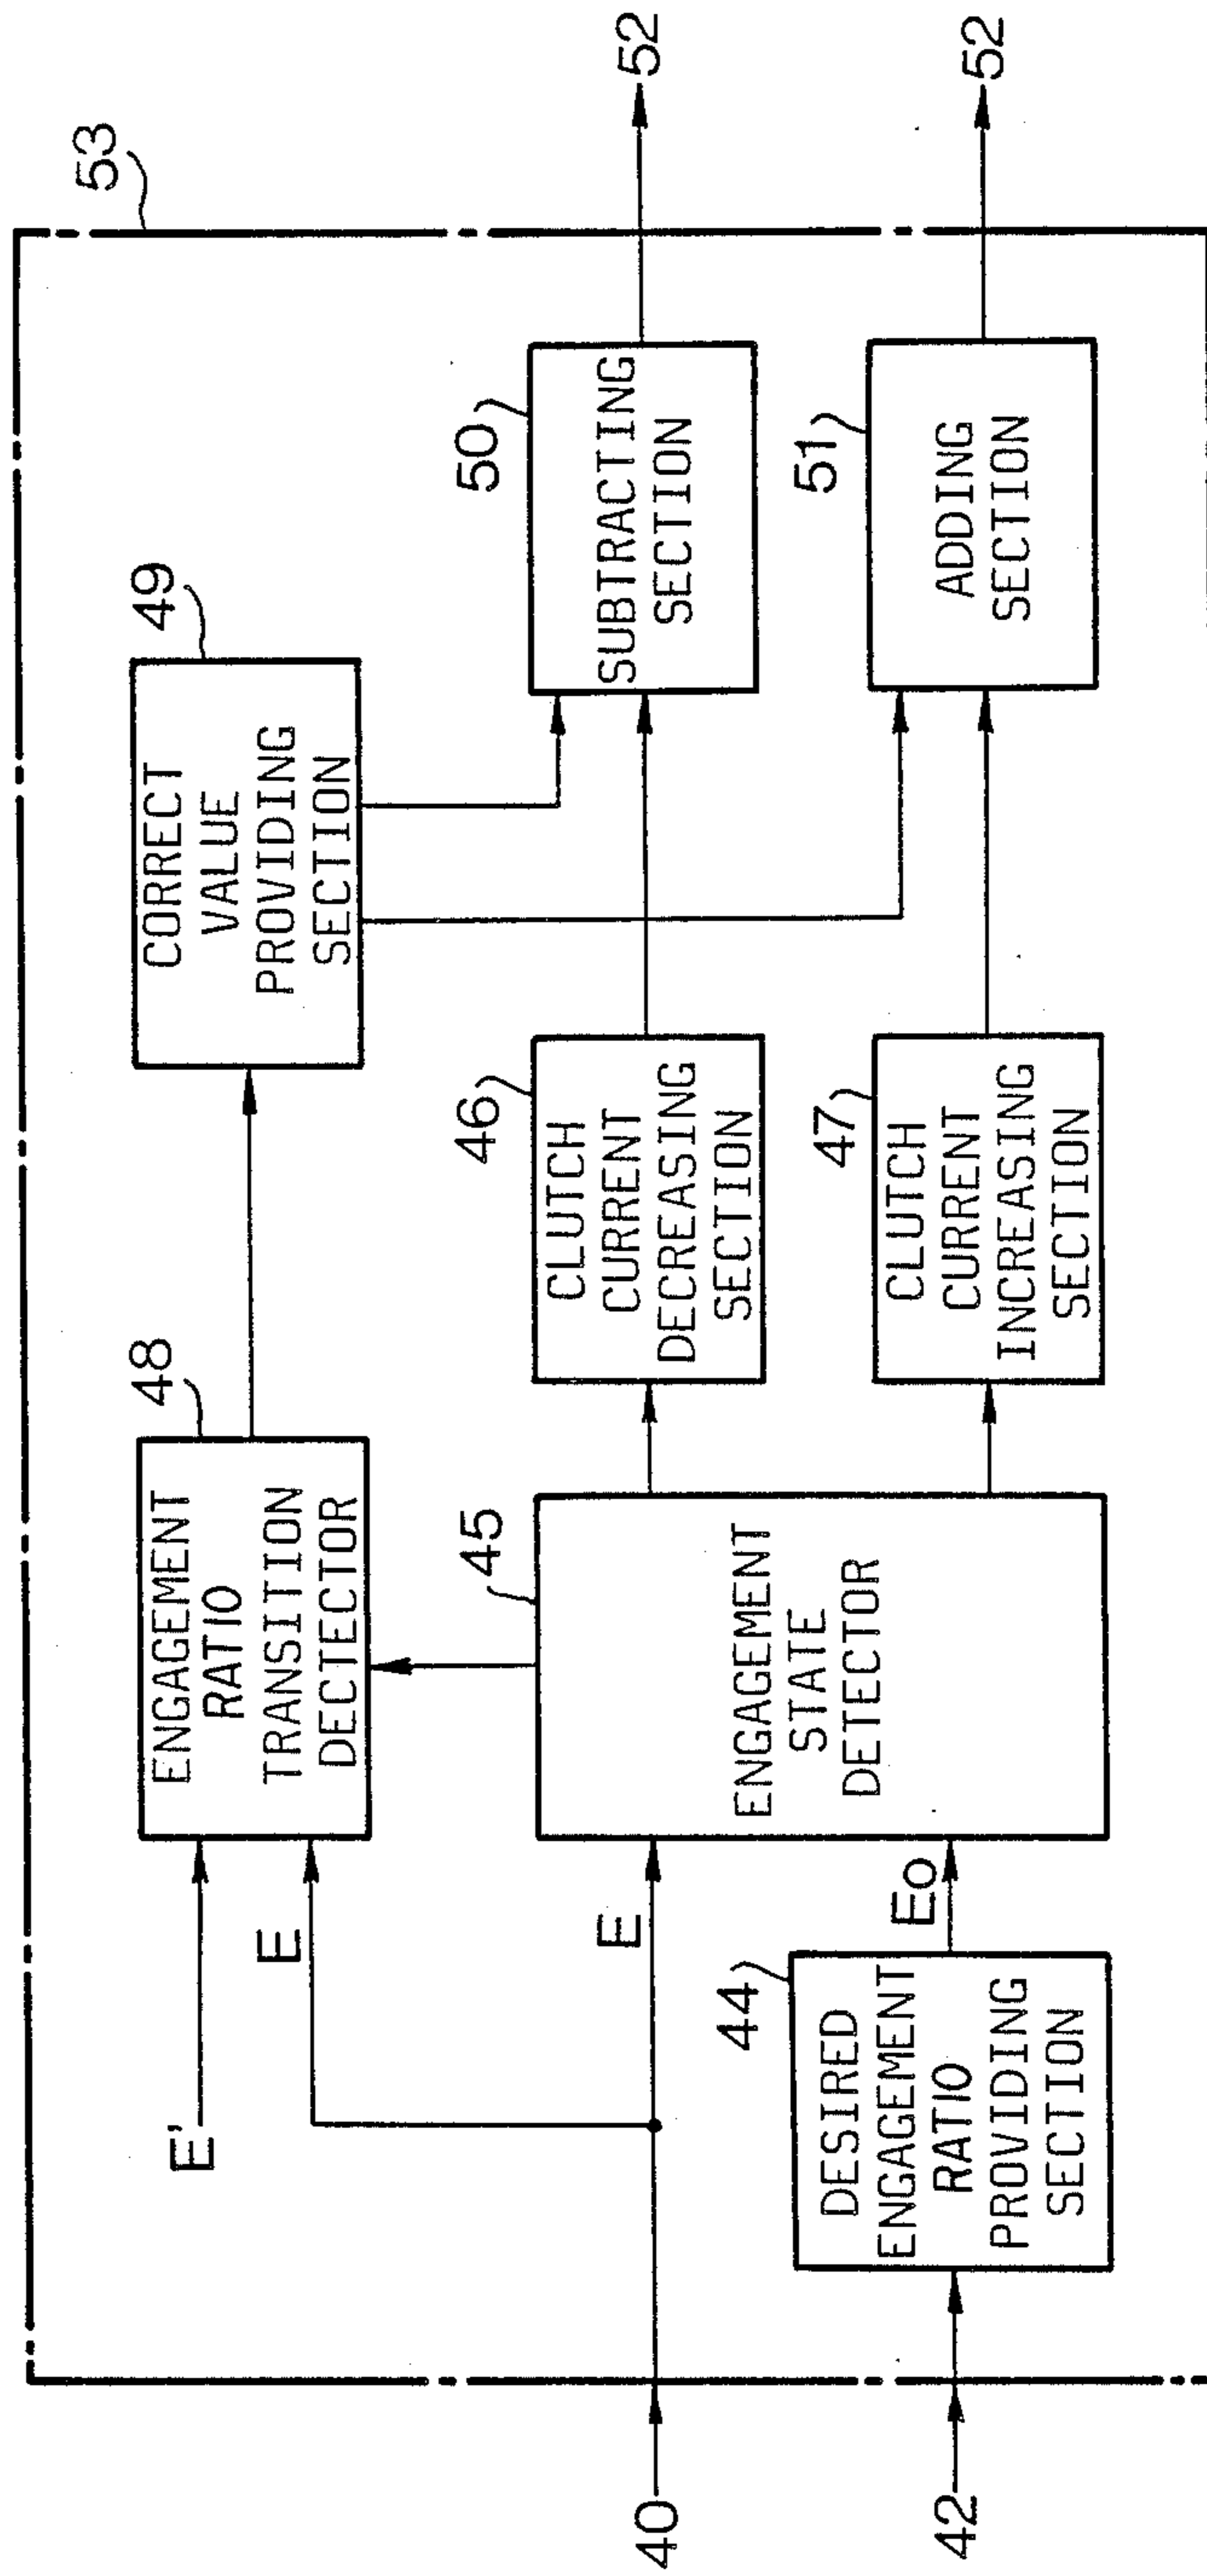 53
48
ENGAGEMENT
RATIO
TRANSITION
DECTECTOR
49
CORRECT
VALUE
PROVIDING
SECTION
E'
E
45
ENGAGEMENT
STATE
DETECTOR
46
CLUTCH
CURRENT
DECREASING
SECTION
50
SUBTRACTING
SECTION
52
40
E
44
DESIRED
ENGAGEMENT
RATIO
PROVIDING
SECTION
E0
47
CLUTCH
CURRENT
INCREASING
SECTION
51
ADDING
SECTION
52
42